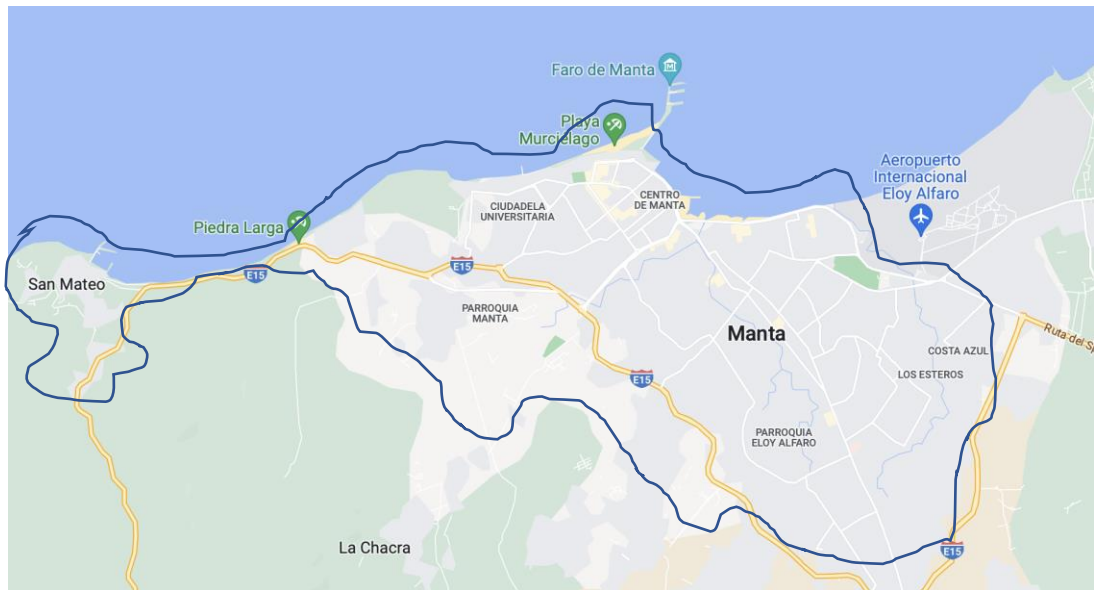 Faro de Manta
Playa
Murciélago
Aeropuerto
Internacional
Eloy Alfaro
CIUDADELA
UNIVERSITARIA
CENTRO
DE MANTA
Piedra Larga
E15
E15
San Mateo
PARROQUIA
MANTA
Manta
Ruta del Sp
COSTA AZUL
LOS ESTEROS
E15
PARROQUIA
ELOY ALFARO
La Chacra
E15